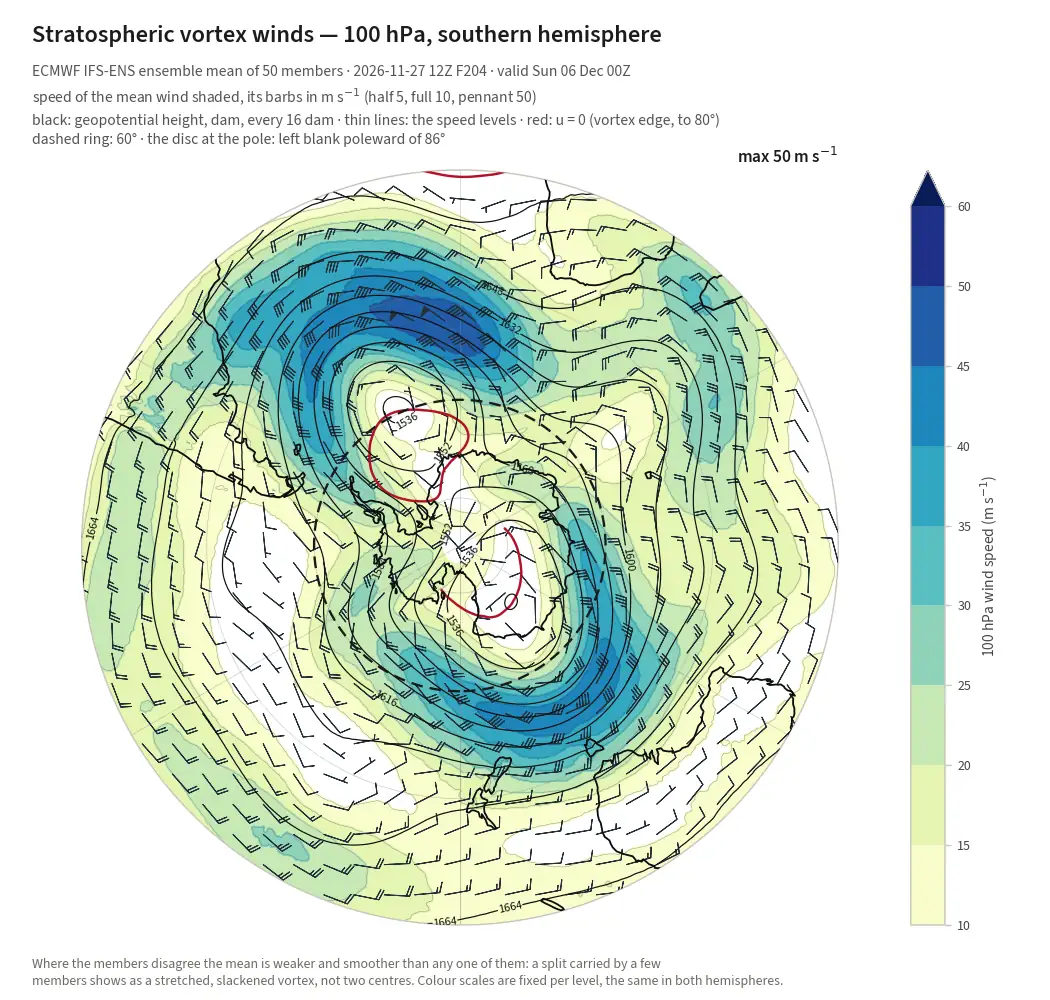 Stratospheric vortex winds — 100 hPa, southern hemisphere
ECMWF IFS-ENS ensemble mean of 50 members · 2026-11-27 12Z F204 · valid Sun 06 Dec 00Z
speed of the mean wind shaded, its barbs in m s⁻¹ (half 5, full 10, pennant 50)
black: geopotential height, dam, every 16 dam · thin lines: the speed levels · red: u = 0 (vortex edge, to 80°)
dashed ring: 60° · the disc at the pole: left blank poleward of 86°
max 50 m s⁻¹
1648
1632
1536
1552
1664
1552
1536
1600
1536
1616
1664
1664
60
50
45
40
35
30
25
20
15
10
100 hPa wind speed (m s⁻¹)
Where the members disagree the mean is weaker and smoother than any one of them: a split carried by a few
members shows as a stretched, slackened vortex, not two centres. Colour scales are fixed per level, the same in both hemispheres.